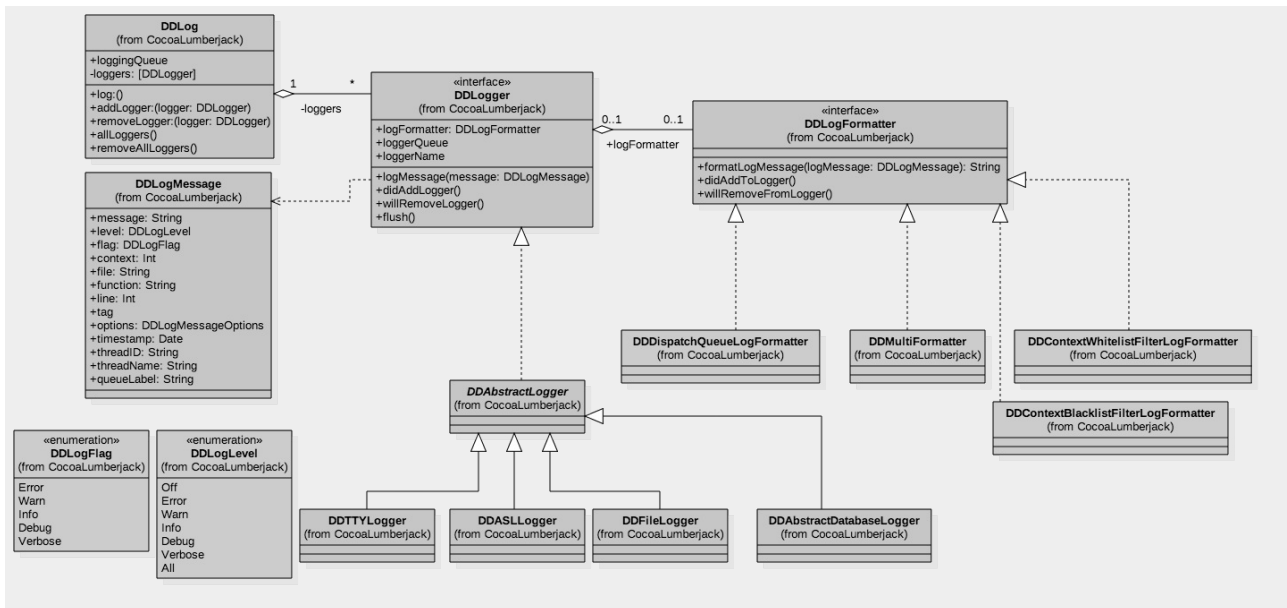 DDLog
(from CocoaLumberjack)
+loggingQueue
-loggers: [DDLogger]
+log:()
+addLogger:(logger: DDLogger)
+removeLogger:(logger: DDLogger)
+allLoggers()
+removeAllLoggers()
1
*
-loggers
«interface»
DDLogger
(from CocoaLumberjack)
+logFormatter: DDLogFormatter
+loggerQueue
+loggerName
+logMessage(message: DDLogMessage)
+didAddLogger()
+willRemoveLogger()
+flush()
0..1
0..1
+logFormatter
«interface»
DDLogFormatter
(from CocoaLumberjack)
+formatLogMessage(logMessage: DDLogMessage): String
+didAddToLogger()
+willRemoveFromLogger()
DDLogMessage
(from CocoaLumberjack)
+message: String
+level: DDLogLevel
+flag: DDLogFlag
+context: Int
+file: String
+function: String
+line: Int
+tag
+options: DDLogMessageOptions
+timestamp: Date
+threadID: String
+threadName: String
+queueLabel: String
DDDispatchQueueLogFormatter
(from CocoaLumberjack)
DDMultiFormatter
(from CocoaLumberjack)
DDContextWhitelistFilterLogFormatter
(from CocoaLumberjack)
DDContextBlacklistFilterLogFormatter
(from CocoaLumberjack)
DDAbstractLogger
(from CocoaLumberjack)
«enumeration»
DDLogFlag
(from CocoaLumberjack)
Error
Warn
Info
Debug
Verbose
«enumeration»
DDLogLevel
(from CocoaLumberjack)
Off
Error
Warn
Info
Debug
Verbose
All
DDTTYLogger
(from CocoaLumberjack)
DDASLLogger
(from CocoaLumberjack)
DDFileLogger
(from CocoaLumberjack)
DDAbstractDatabaseLogger
(from CocoaLumberjack)